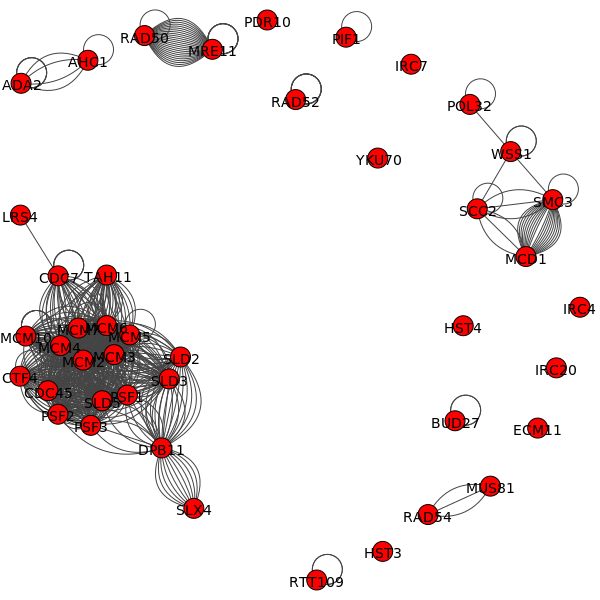 PDR10
RAD50
MRE11
PIF1
AHC1
ADA2
IRC7
RAD52
POL32
WSS1
YKU70
SMC3
SCC2
LRS4
MCD1
CDC7
TAH11
IRC4
HST4
MCM10
MCM7
MCM6
MCM5
MCM4
MCM3
MCM2
SLD2
IRC20
CTF4
SLD3
CDC45
PSF1
SLD5
PSF2
PSF3
BUD27
ECM11
DPB11
MUS81
SLX4
RAD54
HST3
RTT109